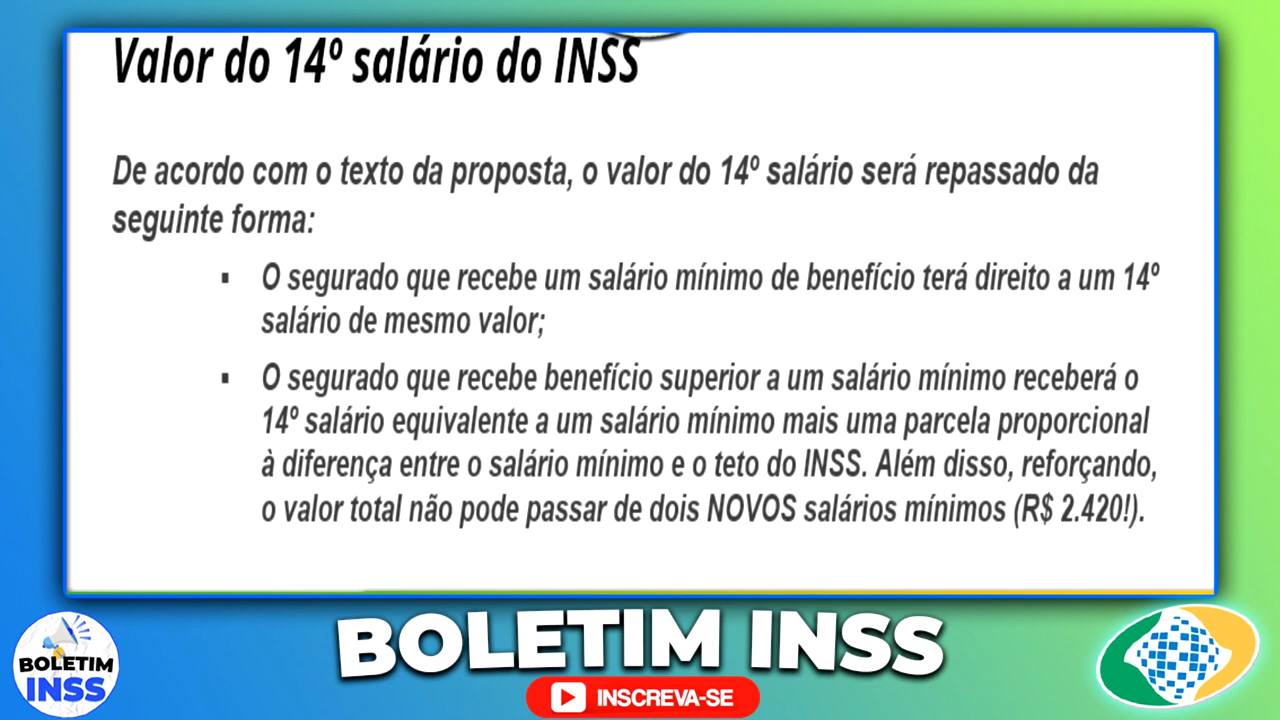 Valor do 14º salário do INSS
De acordo com o texto da proposta, o valor do 14º salário será repassado da
seguinte forma:
▪ O segurado que recebe um salário mínimo de benefício terá direito a um 14º
salário de mesmo valor;
▪ O segurado que recebe benefício superior a um salário mínimo receberá o
14º salário equivalente a um salário mínimo mais uma parcela proporcional
à diferença entre o salário mínimo e o teto do INSS. Além disso, reforçando,
o valor total não pode passar de dois NOVOS salários mínimos (R$ 2.420!).
BOLETIM
INSS
BOLETIM INSS
INSCREVA-SE